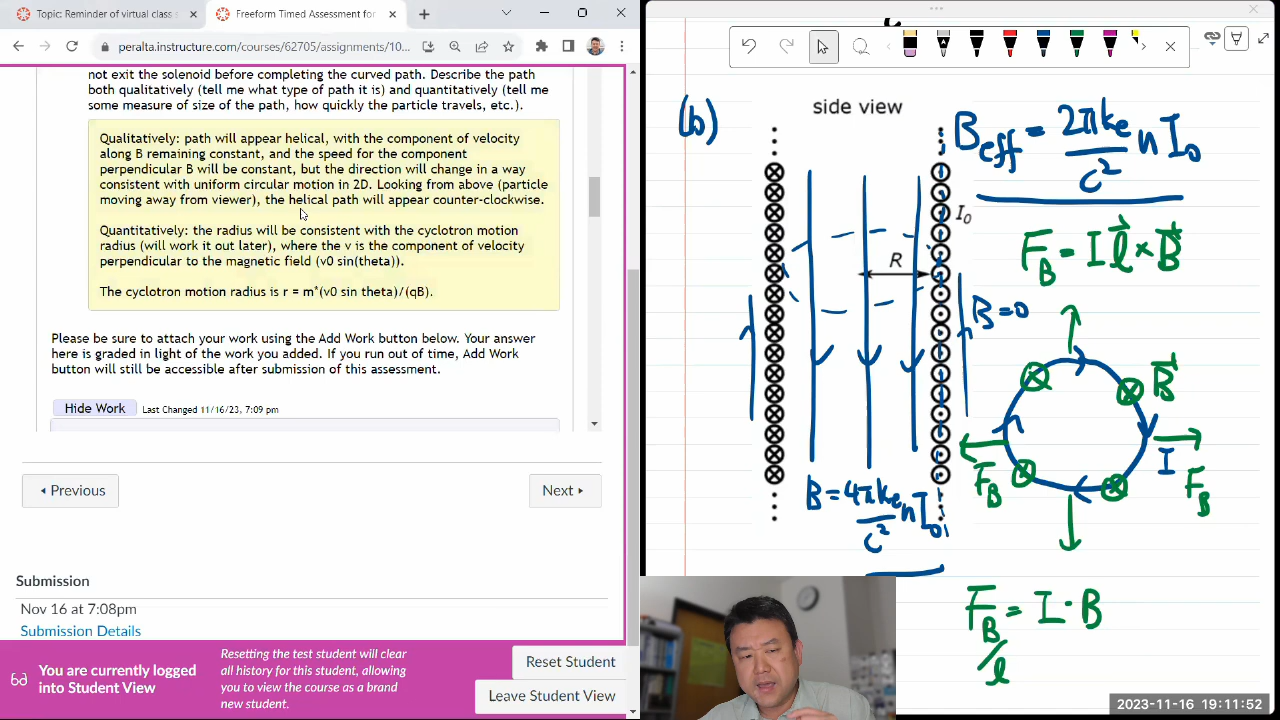 Topic: Reminder of virtual class t
Freeform Timed Assessment for
peralta.instructure.com/courses/62705/assignments/10...
not exit the solenoid before completing the curved path. Describe the path
both qualitatively (tell me what type of path it is) and quantitatively (tell me
some measure of size of the path, how quickly the particle travels, etc.).
Qualitatively: path will appear helical, with the component of velocity
along B remaining constant, and the speed for the component
perpendicular B will be constant, but the direction will change in a way
consistent with uniform circular motion in 2D. Looking from above (particle
moving away from viewer), the helical path will appear counter-clockwise.
Quantitatively: the radius will be consistent with the cyclotron motion
radius (will work it out later), where the v is the component of velocity
perpendicular to the magnetic field (v0 sin(theta)).
The cyclotron motion radius is r = m*(v0 sin theta)/(qB).
Please be sure to attach your work using the Add Work button below. Your answer
here is graded in light of the work you added. If you run out of time, Add Work
button will still be accessible after submission of this assessment.
Hide Work Last Changed 11/16/23, 7:09 pm
Previous
Next
Submission
Nov 16 at 7:08pm
Submission Details
You are currently logged
into Student View
Resetting the test student will clear
all history for this student, allowing
you to view the course as a brand
new student.
Reset Student
Leave Student View
(b)
side view
B_eff = 2πke/c² n I₀
I₀
F_B = I l⃗ × B⃗
R
B=0
B⃗
I
F_B
F_B
B = 4πke/c² n I₀
F_B/l = I · B
2023-11-16 19:11:52